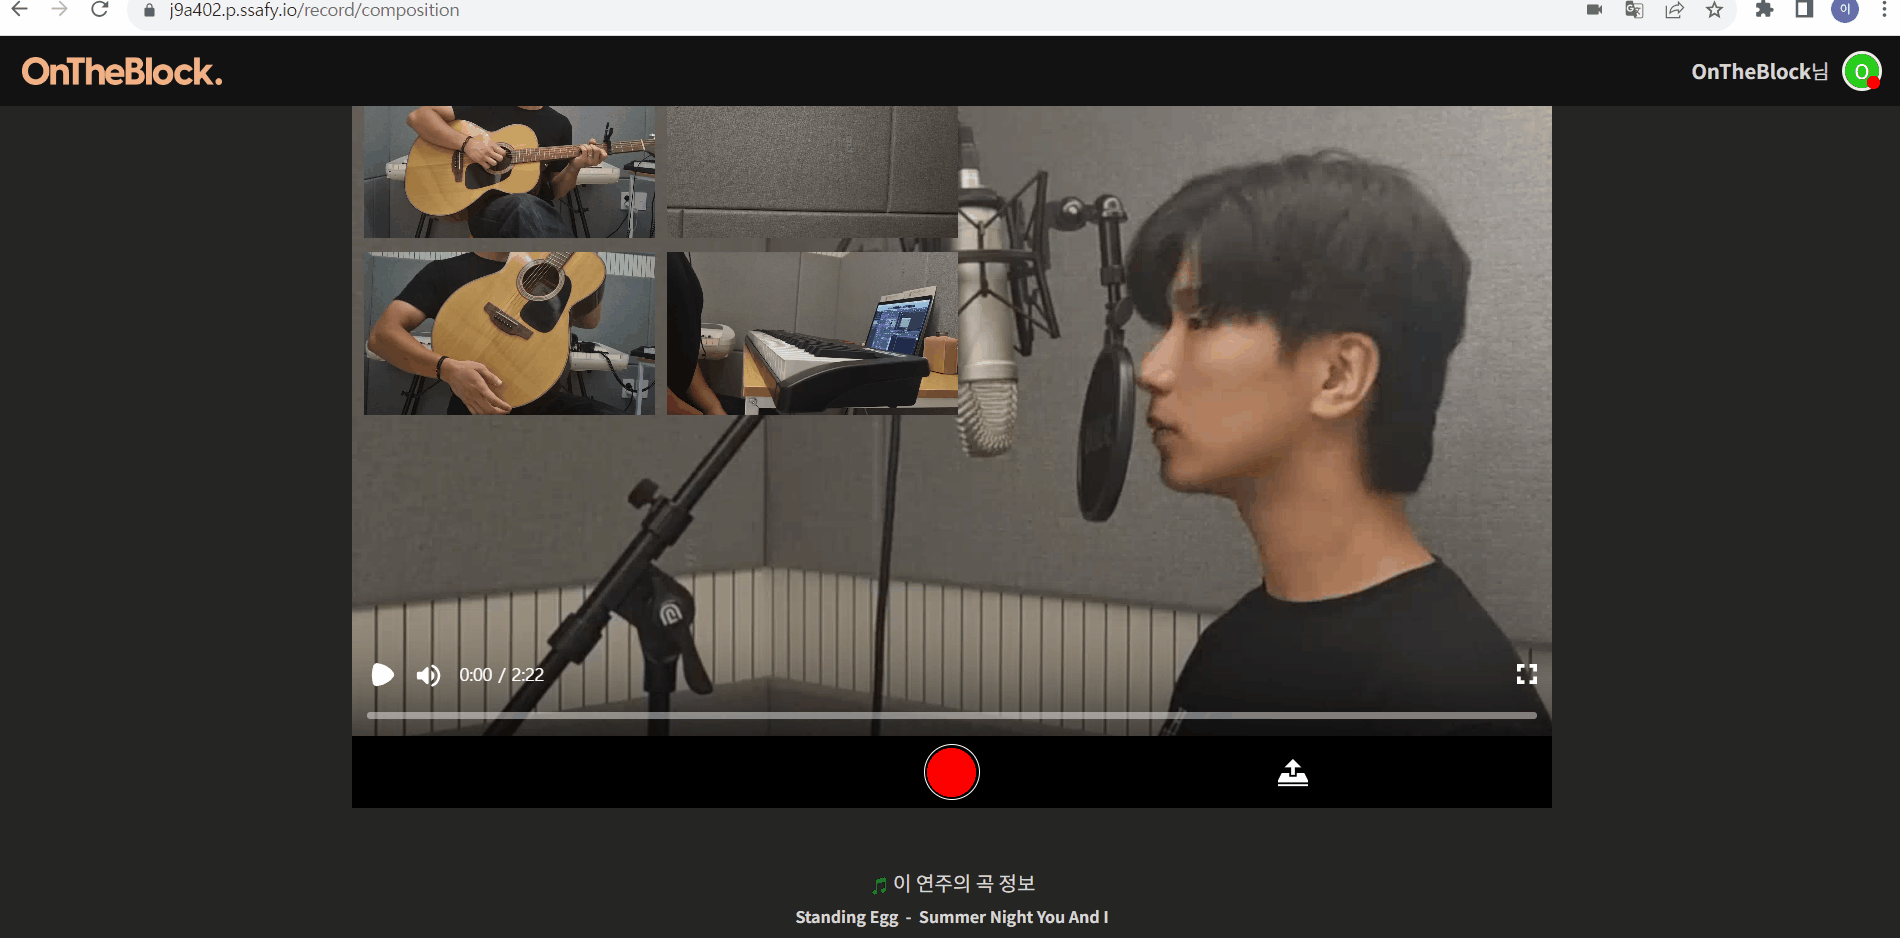 j9a402.p.ssafy.io/record/composition
이
OnTheBlock.
OnTheBlock님
O
0:00 / 2:22
이 연주의 곡 정보
Standing Egg - Summer Night You And I